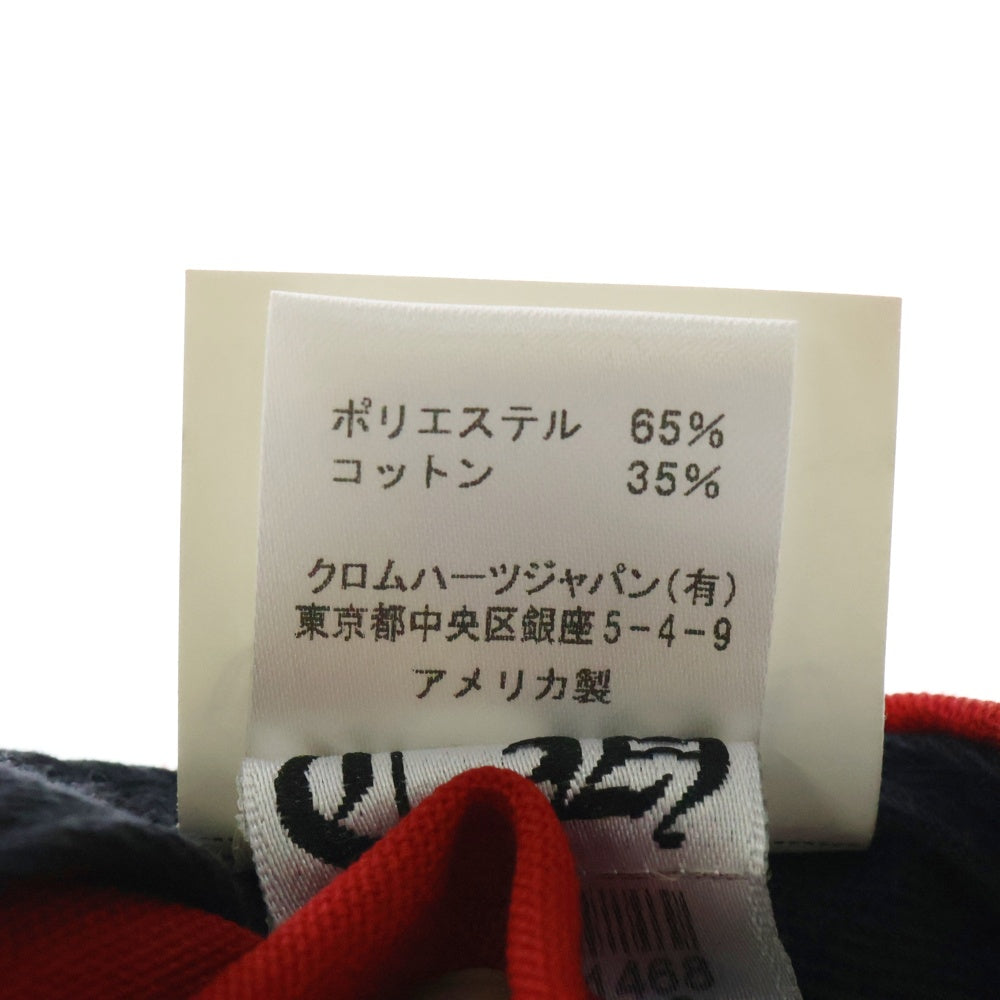 ポリエステル 65%
コットン 35%
クロムハーツジャパン(有)
東京都中央区銀座5-4-9
アメリカ製
1468